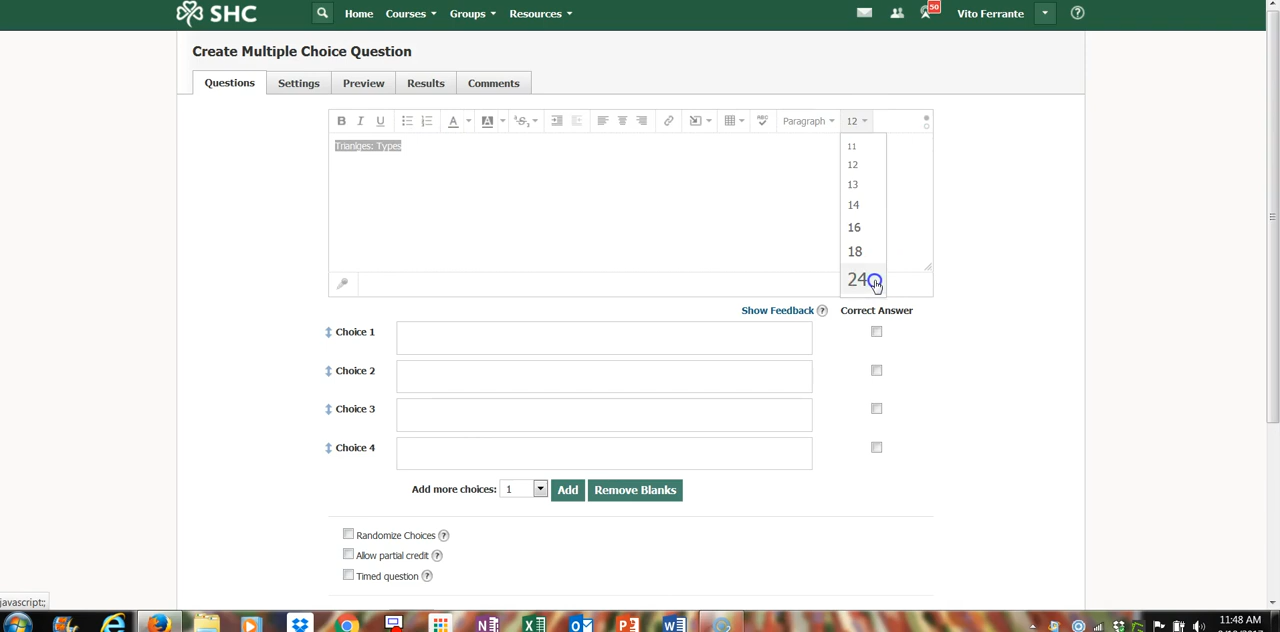 SHC
Home Courses Groups Resources
50
Vito Ferrante
?
Create Multiple Choice Question
Questions Settings Preview Results Comments
B I U A A S ABC Paragraph 12
Trianlges: Types
11
12
13
14
16
18
24
Show Feedback ? Correct Answer
Choice 1
Choice 2
Choice 3
Choice 4
Add more choices: 1 Add Remove Blanks
Randomize Choices ?
Allow partial credit ?
Timed question ?
javascript:;
11:48 AM